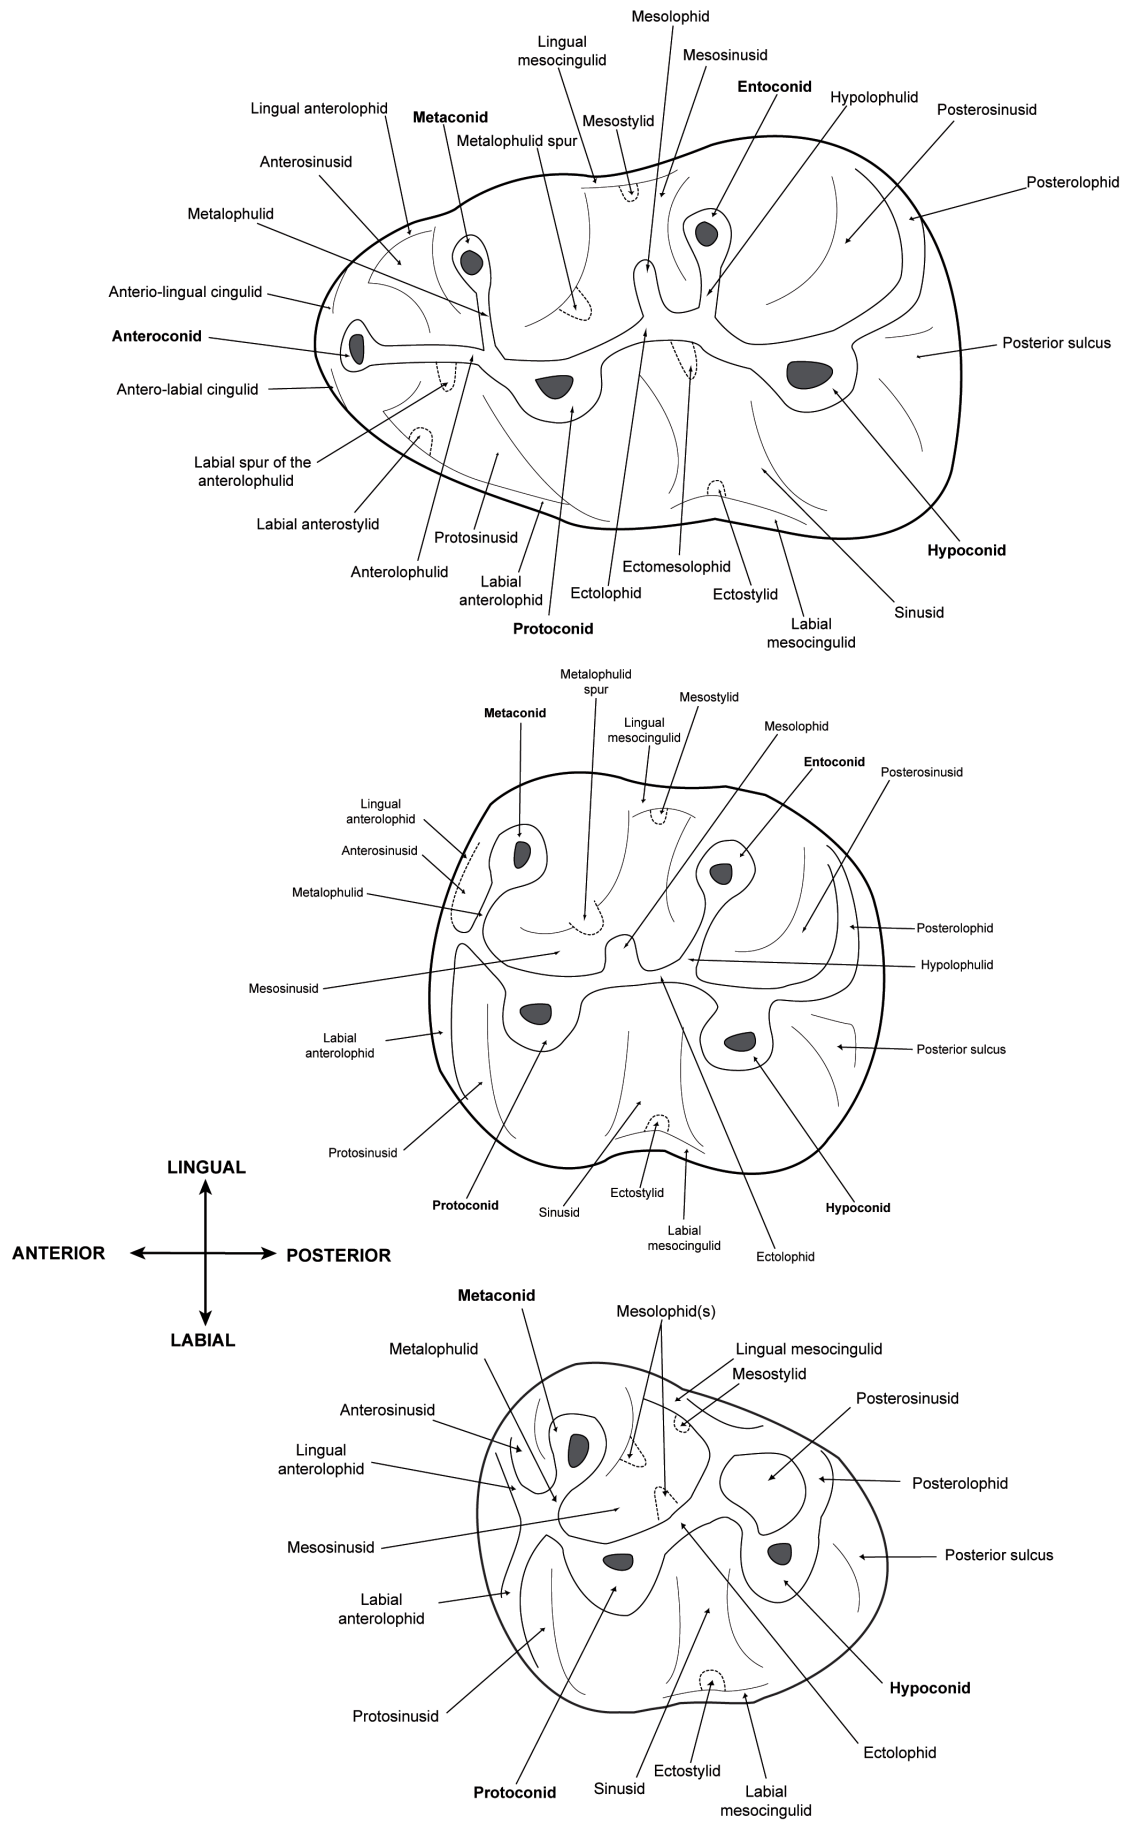 Mesolophid
Lingual
mesocingulid
Mesosinusid
Entoconid
Hypolophulid
Lingual anterolophid
Metaconid
Mesostylid
Posterosinusid
Metalophulid spur
Anterosinusid
Posterolophid
Metalophulid
Anterio-lingual cingulid
Anteroconid
Posterior sulcus
Antero-labial cingulid
Labial spur of the
anterolophulid
Labial anterostylid
Protosinusid
Hypoconid
Anterolophulid
Ectomesolophid
Labial
anterolophid
Ectolophid
Ectostylid
Sinusid
Protoconid
Labial
mesocingulid
Metalophulid
spur
Metaconid
Mesostylid
Lingual
mesocingulid
Mesolophid
Entoconid
Posterosinusid
Lingual
anterolophid
Anterosinusid
Metalophulid
Posterolophid
Hypolophulid
Mesosinusid
Labial
anterolophid
Posterior sulcus
Protosinusid
Ectostylid
Protoconid
Sinusid
Hypoconid
Labial
mesocingulid
Ectolophid
LINGUAL
ANTERIOR
POSTERIOR
LABIAL
Metaconid
Mesolophid(s)
Metalophulid
Lingual mesocingulid
Mesostylid
Anterosinusid
Posterosinusid
Lingual
anterolophid
Posterolophid
Mesosinusid
Posterior sulcus
Labial
anterolophid
Hypoconid
Protosinusid
Ectolophid
Ectostylid
Protoconid
Sinusid
Labial
mesocingulid